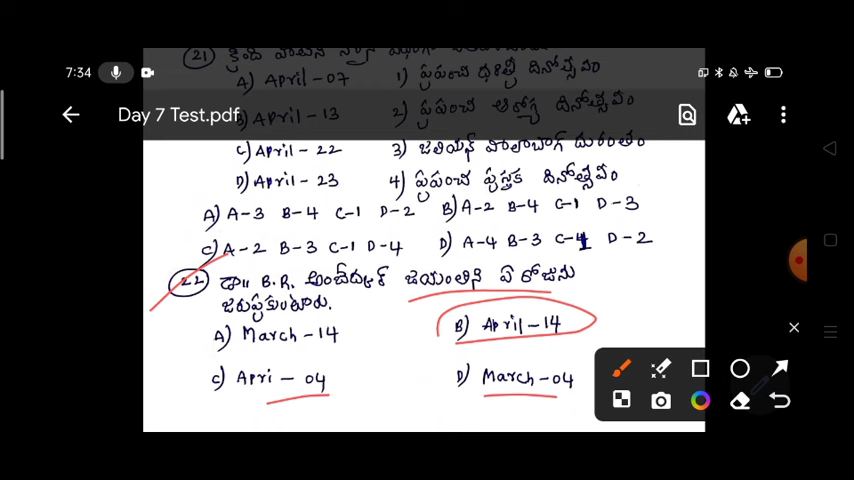 7:34
Day 7 Test.pdf
21)
A) April-07 1) ప్రపంచ ధరిత్రీ దినోత్సవం
April-13 2) ప్రపంచ ఆరోగ్య దినోత్సవం
C) April-22 3) జలియన్ వాలాబాగ్ దురంతం
D) April-23 4) ప్రపంచ పుస్తక దినోత్సవం
A) A-3 B-4 C-1 D-2 B) A-2 B-4 C-1 D-3
C) A-2 B-3 C-1 D-4 D) A-4 B-3 C-1 D-2
22 డా|| B.R. అంబేద్కర్ జయంతిని ఏ రోజును
జరుపుకుంటారు.
A) March-14 B) April-14
C) Apri-04 D) March-04